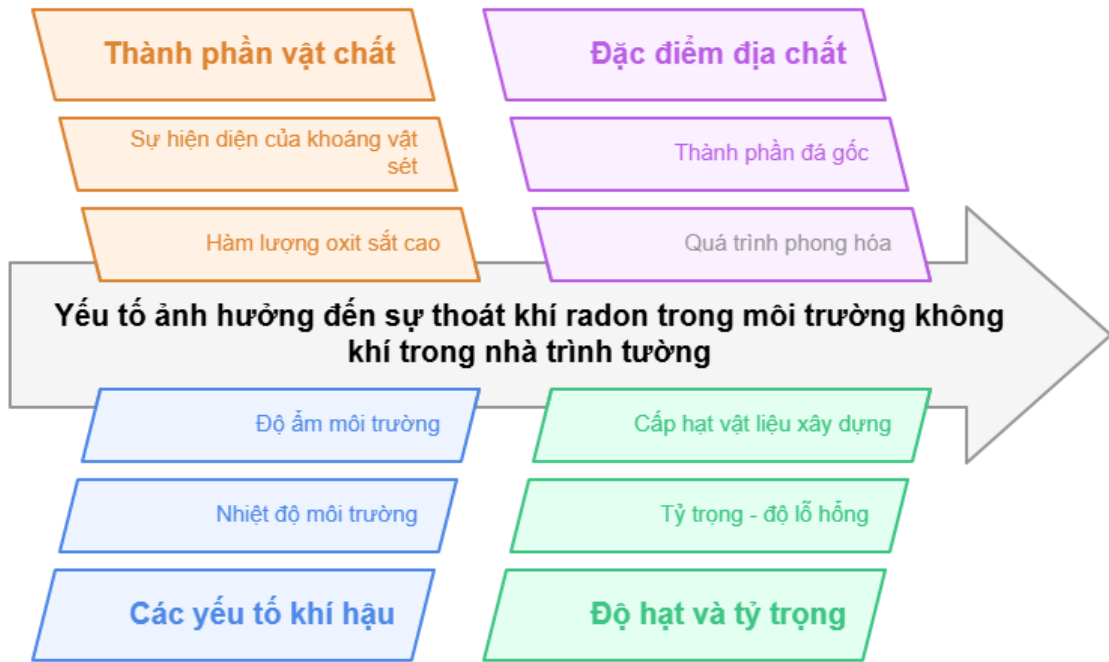 Thành phần vật chất
Đặc điểm địa chất
Sự hiện diện của khoáng vật
sét
Thành phần đá gốc
Hàm lượng oxit sắt cao
Quá trình phong hóa
Yếu tố ảnh hưởng đến sự thoát khí radon trong môi trường không
khí trong nhà trình tường
Độ ẩm môi trường
Cấp hạt vật liệu xây dựng
Nhiệt độ môi trường
Tỷ trọng - độ lỗ hổng
Các yếu tố khí hậu
Độ hạt và tỷ trọng